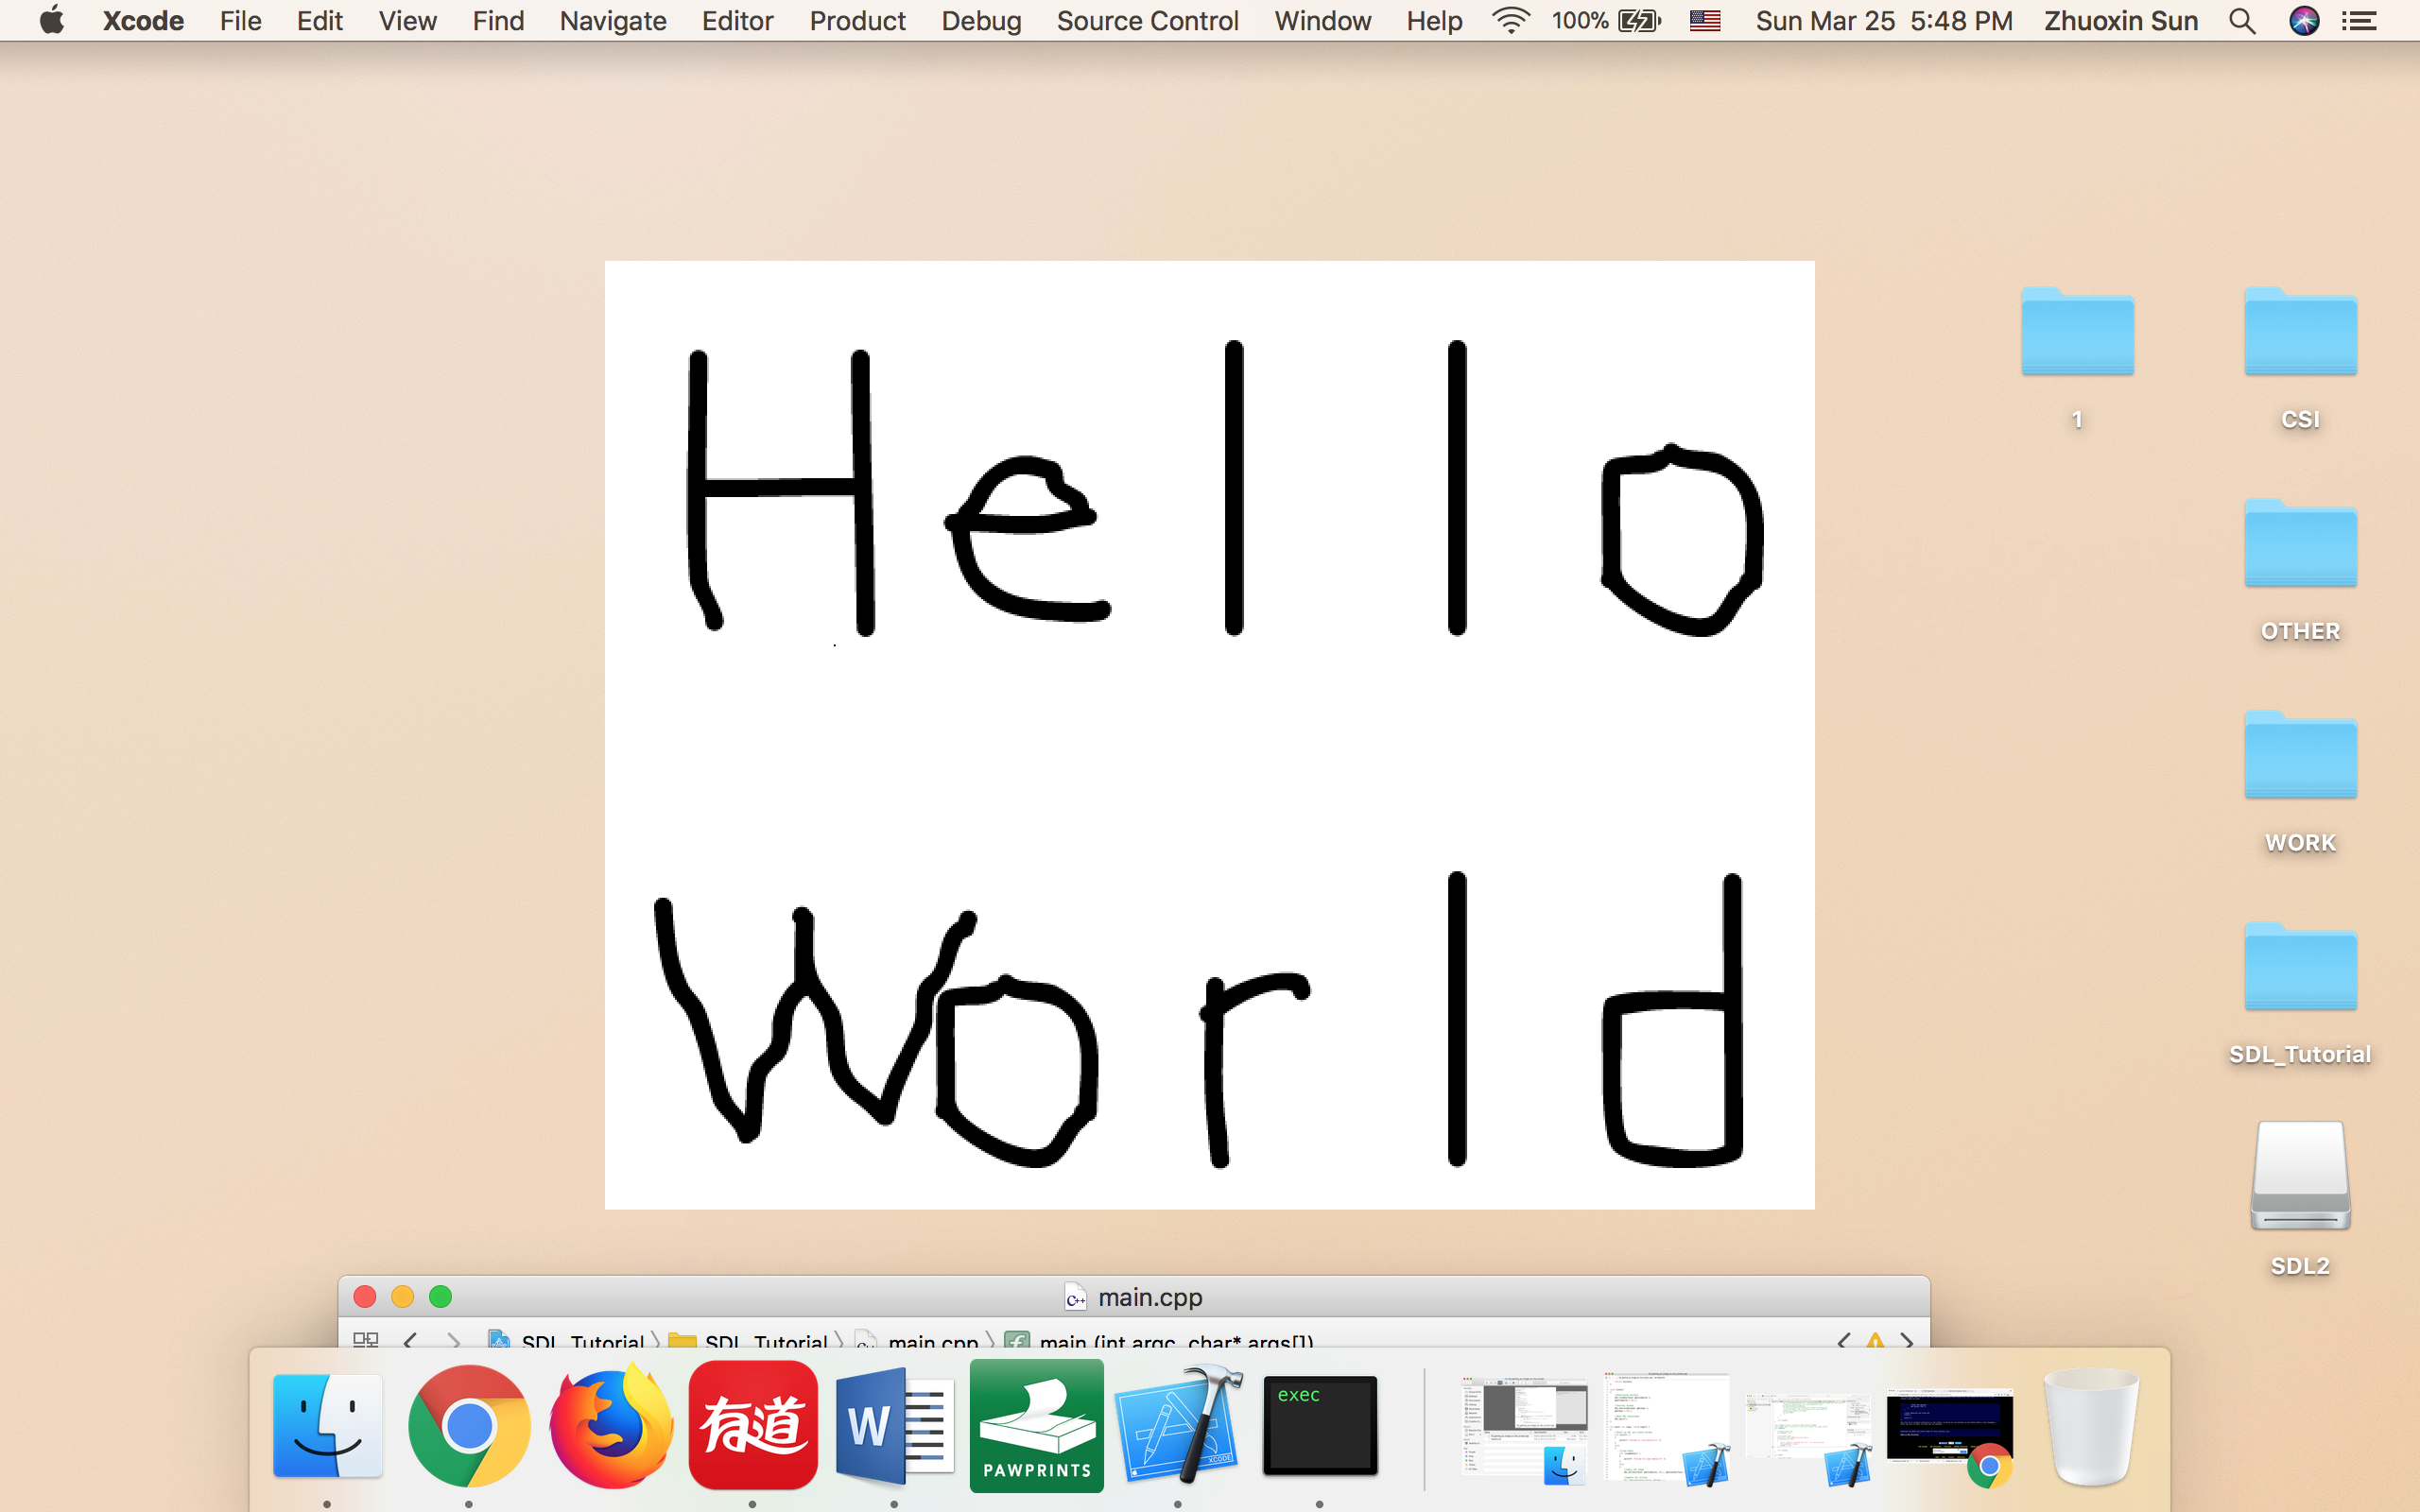 Xcode File Edit View Find Navigate Editor Product Debug Source Control Window Help 100% Sun Mar 25 5:48 PM Zhuoxin Sun
Hello
World
1
CSI
OTHER
WORK
SDL_Tutorial
SDL2
main.cpp
SDL_Tutorial SDL_Tutorial main.cpp main (int argc, char* args[])
有道
W
PAWPRINTS
XCODE
exec